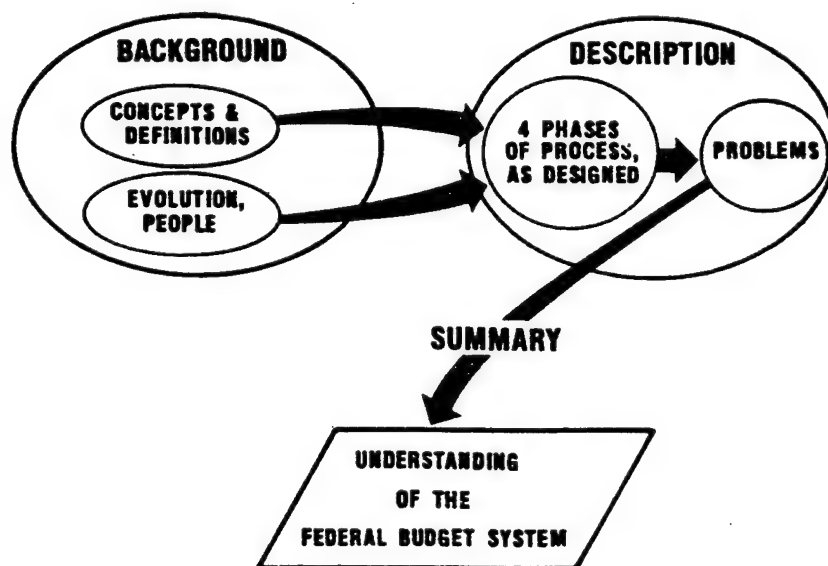 BACKGROUND
CONCEPTS &
DEFINITIONS
EVOLUTION,
PEOPLE
DESCRIPTION
4 PHASES
OF PROCESS,
AS DESIGNED
PROBLEMS
SUMMARY
UNDERSTANDING
OF THE
FEDERAL BUDGET SYSTEM